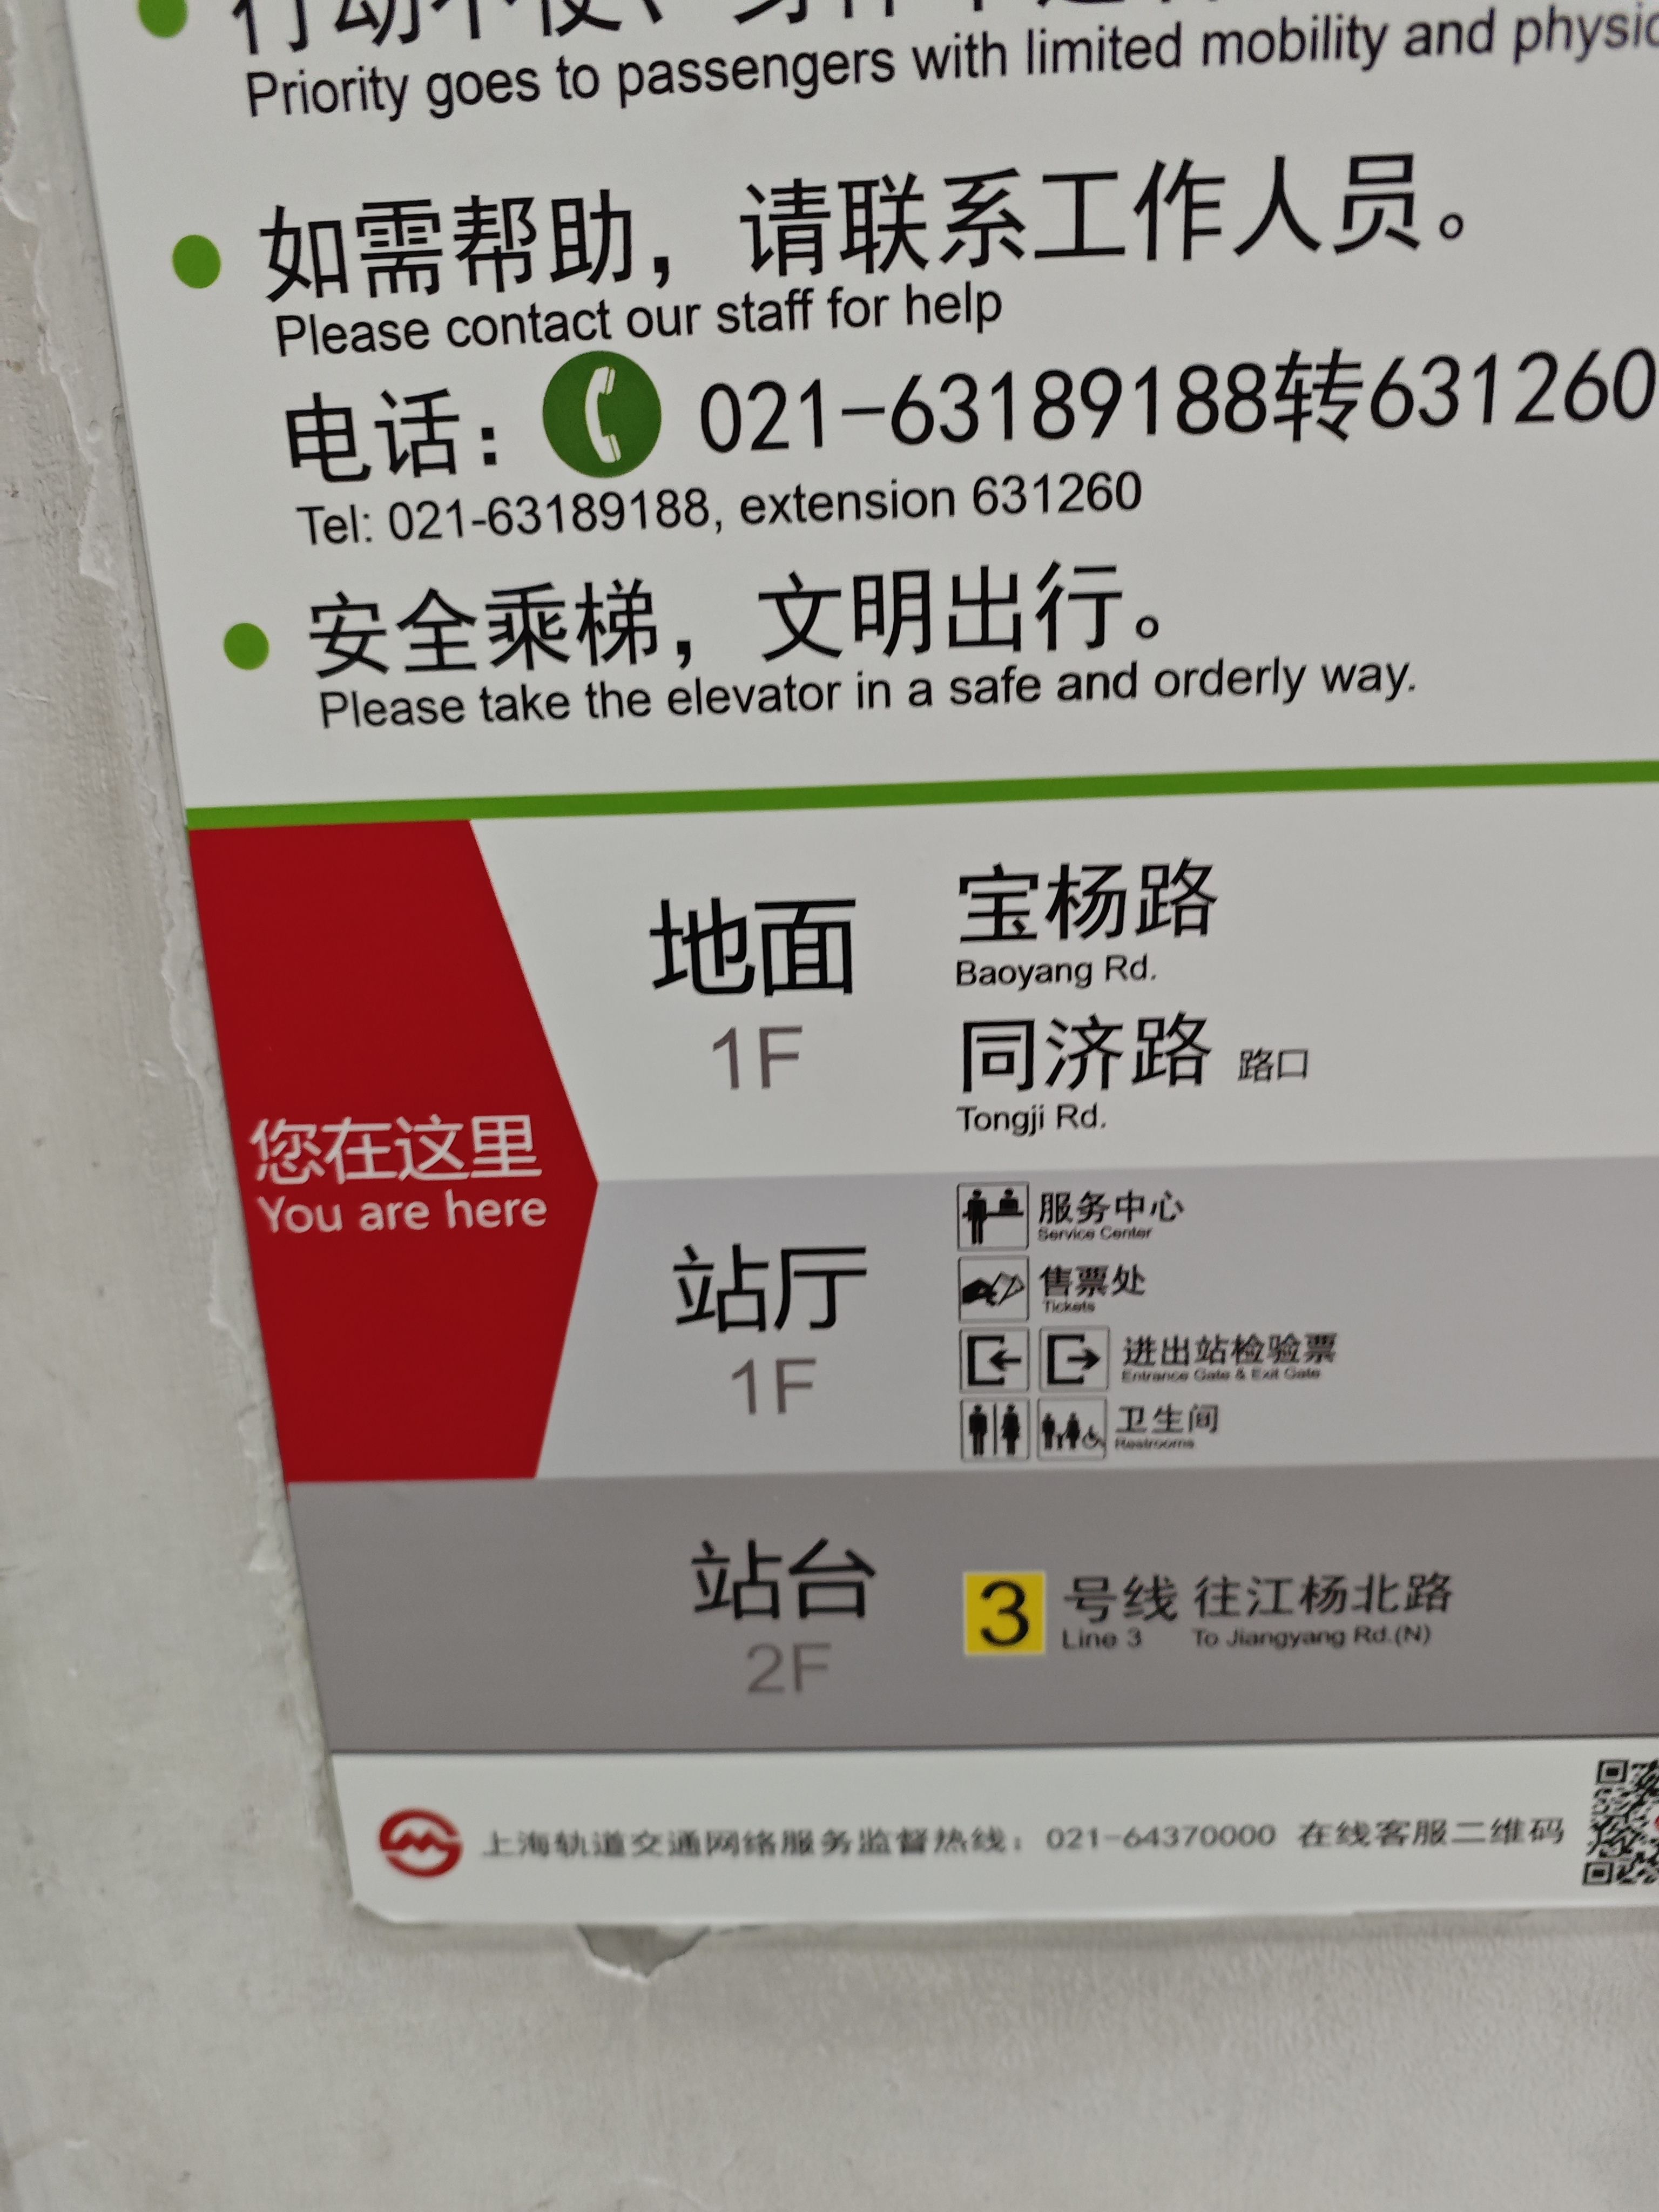 行动不便、身体不适
Priority goes to passengers with limited mobility and
如需帮助，请联系工作人员。
Please contact our staff for help
电话： 021-63189188转631260
Tel: 021-63189188, extension 631260
安全乘梯，文明出行。
Please take the elevator in a safe and orderly way.
地面
1F
宝杨路
Baoyang Rd.
同济路 路口
Tongji Rd.
您在这里
You are here
站厅
1F
服务中心
Service Center
售票处
Tickets
进出站检验票
Entrance Gate & Exit Gate
卫生间
Restrooms
站台
2F
3 号线 往江杨北路
Line 3 To Jiangyang Rd.(N)
上海轨道交通网络服务监督热线：021-64370000 在线客服二维码